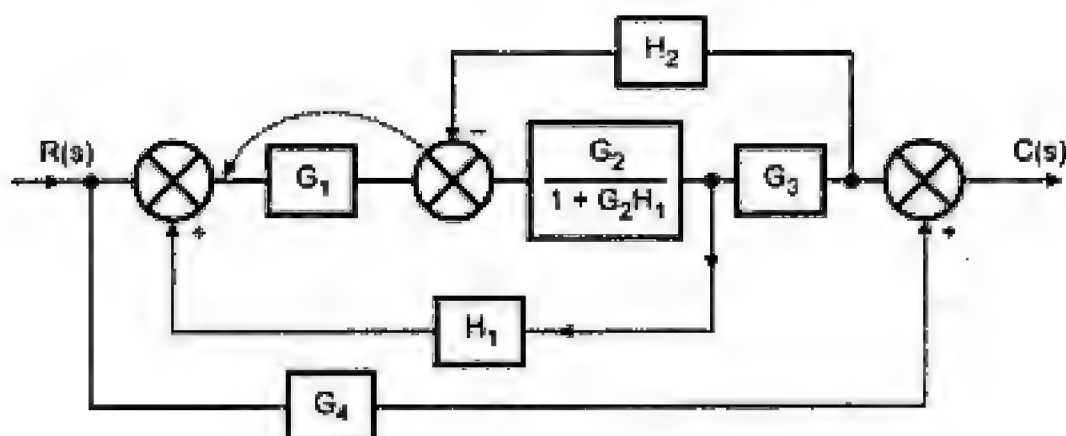 H₂
−
R(s)
G₁
G₂
1 + G₂H₁
G₃
C(s)
+
+
H₁
G₄